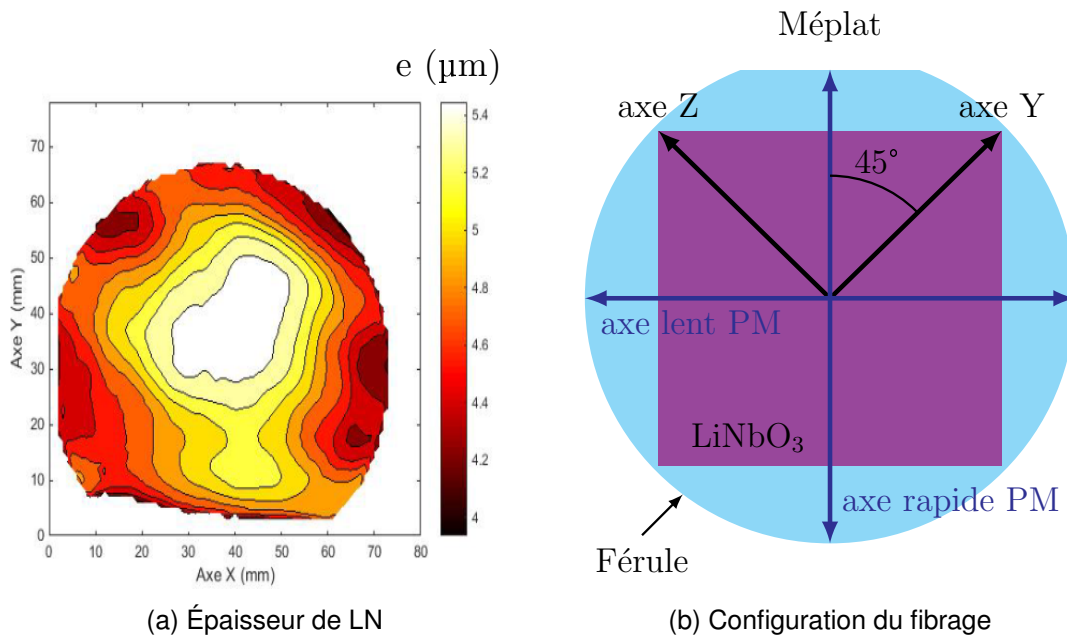 e (µm)
70
60
50
40
30
20
10
0
Axe Y (mm)
0 10 20 30 40 50 60 70 80
Axe X (mm)
5.4
5.2
5
4.8
4.6
4.4
4.2
4
(a) Épaisseur de LN
Méplat
axe Z
axe Y
45°
axe lent PM
LiNbO₃
axe rapide PM
Férule
(b) Configuration du fibrage